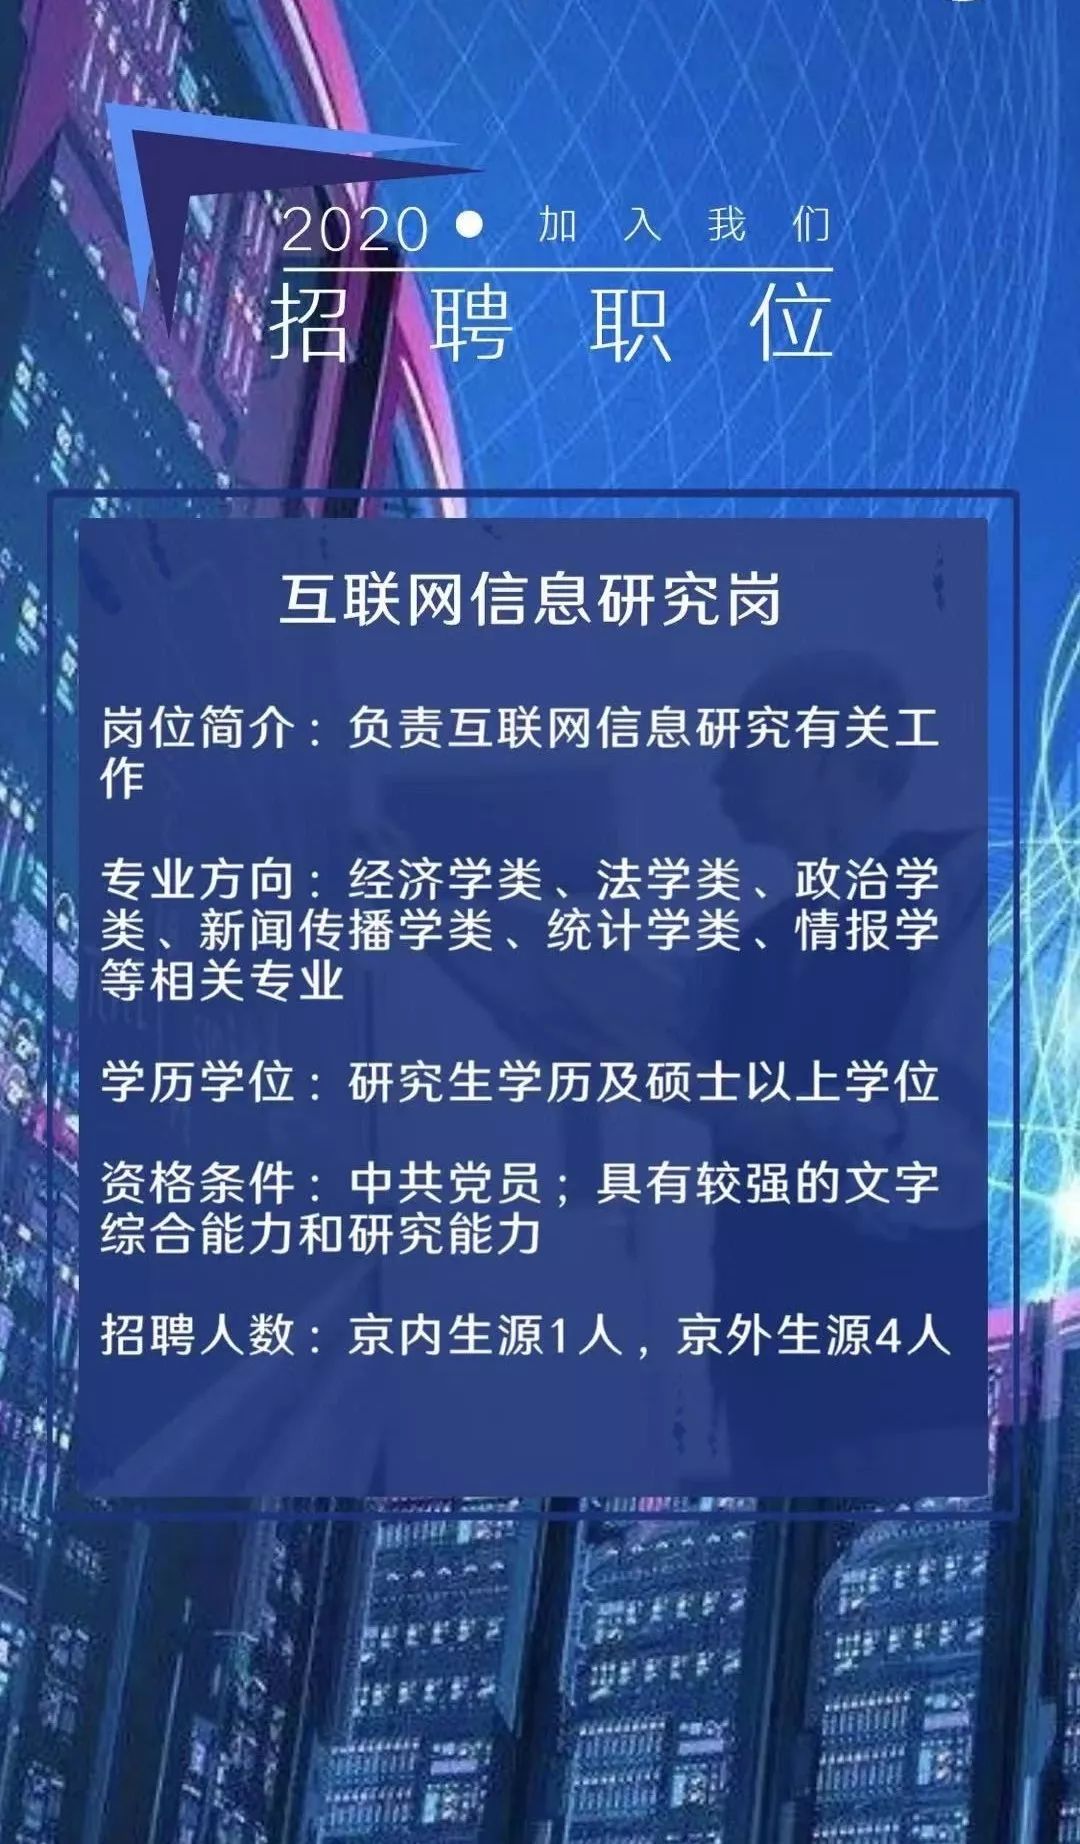 2020●加入我们
招聘职位
互联网信息研究岗
岗位简介：负责互联网信息研究有关工
作
专业方向：经济学类、法学类、政治学
类、新闻传播学类、统计学类、情报学
等相关专业
学历学位：研究生学历及硕士以上学位
资格条件：中共党员；具有较强的文字
综合能力和研究能力
招聘人数：京内生源1人，京外生源4人